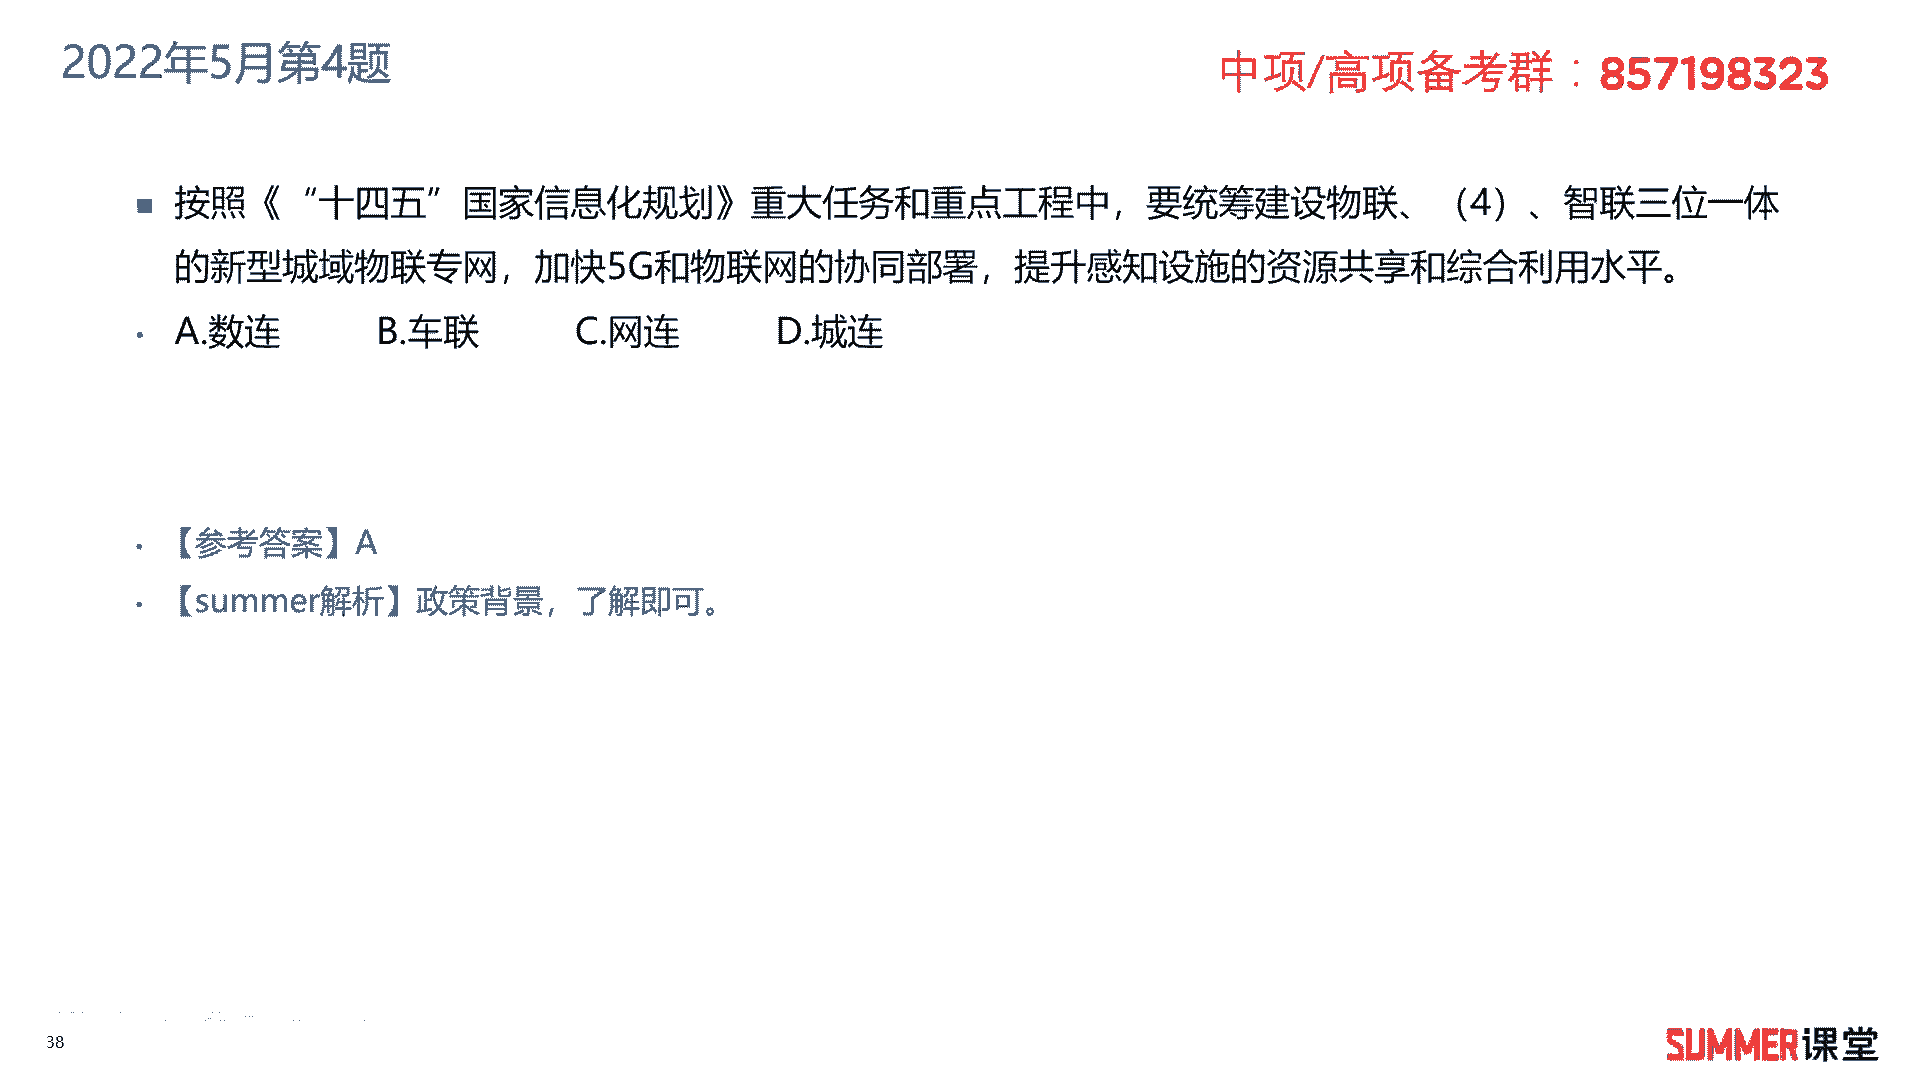 2022年5月第4题
中项/高项备考群：857198323
按照《“十四五”国家信息化规划》重大任务和重点工程中，要统筹建设物联、（4）、智联三位一体
的新型城域物联专网，加快5G和物联网的协同部署，提升感知设施的资源共享和综合利用水平。
A.数连 B.车联 C.网连 D.城连
【参考答案】A
【summer解析】政策背景，了解即可。
38
SUMMER课堂